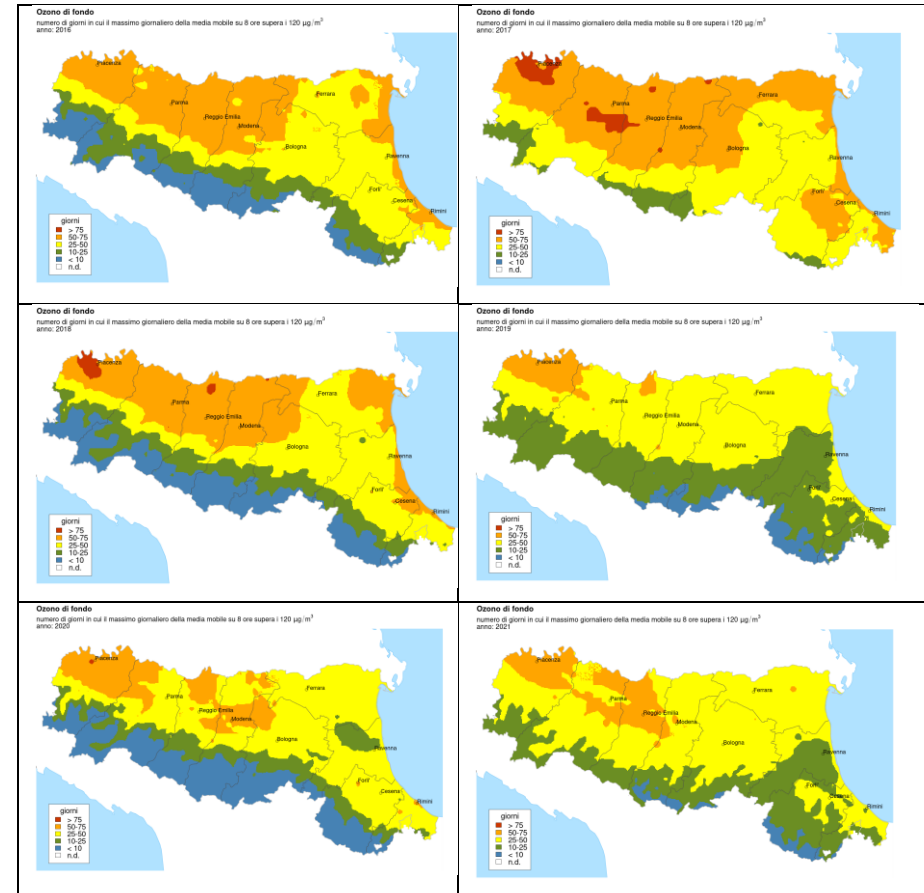 Ozono di fondo
numero di giorni in cui il massimo giornaliero della media mobile su 8 ore supera i 120 µg/m³
anno: 2016
Piacenza
Ferrara
Parma
Reggio Emilia
Modena
Bologna
Ravenna
Forlì
Cesena
Rimini
giorni
> 75
50-75
25-50
10-25
< 10
n.d.
Ozono di fondo
numero di giorni in cui il massimo giornaliero della media mobile su 8 ore supera i 120 µg/m³
anno: 2017
Piacenza
Ferrara
Parma
Reggio Emilia
Modena
Bologna
Ravenna
Forlì
Cesena
Rimini
giorni
> 75
50-75
25-50
10-25
< 10
n.d.
Ozono di fondo
numero di giorni in cui il massimo giornaliero della media mobile su 8 ore supera i 120 µg/m³
anno: 2018
Piacenza
Ferrara
Parma
Reggio Emilia
Modena
Bologna
Ravenna
Forlì
Cesena
Rimini
giorni
> 75
50-75
25-50
10-25
< 10
n.d.
Ozono di fondo
numero di giorni in cui il massimo giornaliero della media mobile su 8 ore supera i 120 µg/m³
anno: 2019
Piacenza
Ferrara
Parma
Reggio Emilia
Modena
Bologna
Ravenna
Forlì
Cesena
Rimini
giorni
> 75
50-75
25-50
10-25
< 10
n.d.
Ozono di fondo
numero di giorni in cui il massimo giornaliero della media mobile su 8 ore supera i 120 µg/m³
anno: 2020
Piacenza
Ferrara
Parma
Reggio Emilia
Modena
Bologna
Ravenna
Forlì
Cesena
Rimini
giorni
> 75
50-75
25-50
10-25
< 10
n.d.
Ozono di fondo
numero di giorni in cui il massimo giornaliero della media mobile su 8 ore supera i 120 µg/m³
anno: 2021
Piacenza
Ferrara
Parma
Reggio Emilia
Modena
Bologna
Ravenna
Forlì
Cesena
Rimini
giorni
> 75
50-75
25-50
10-25
< 10
n.d.